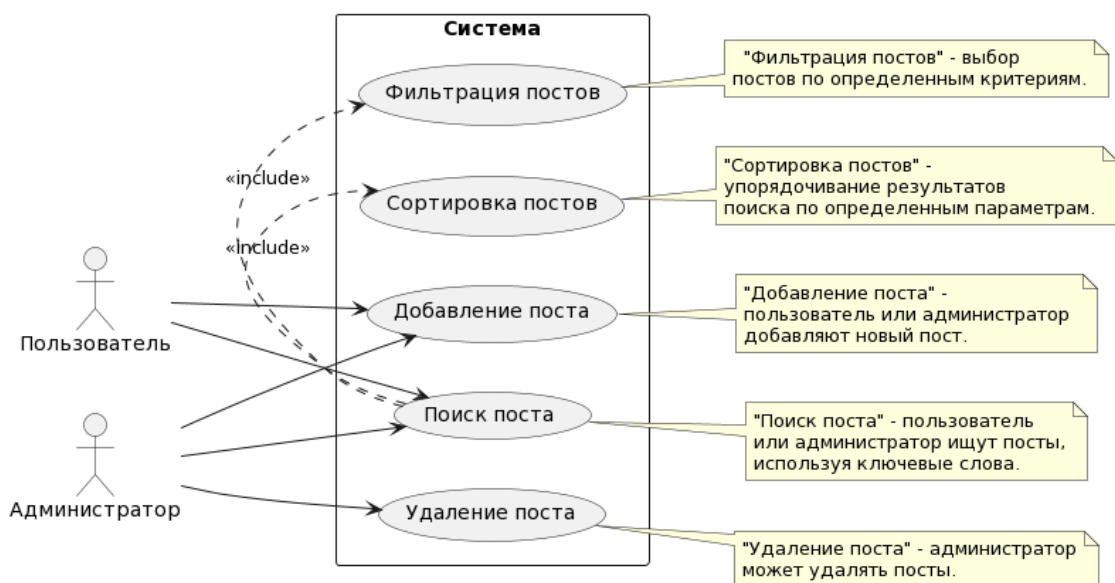 Система
Фильтрация постов
"Фильтрация постов" - выбор
постов по определенным критериям.
«include»
Сортировка постов
"Сортировка постов" -
упорядочивание результатов
поиска по определенным параметрам.
«include»
Добавление поста
"Добавление поста" -
пользователь или администратор
добавляют новый пост.
Пользователь
Поиск поста
"Поиск поста" - пользователь
или администратор ищут посты,
используя ключевые слова.
Администратор
Удаление поста
"Удаление поста" - администратор
может удалять посты.